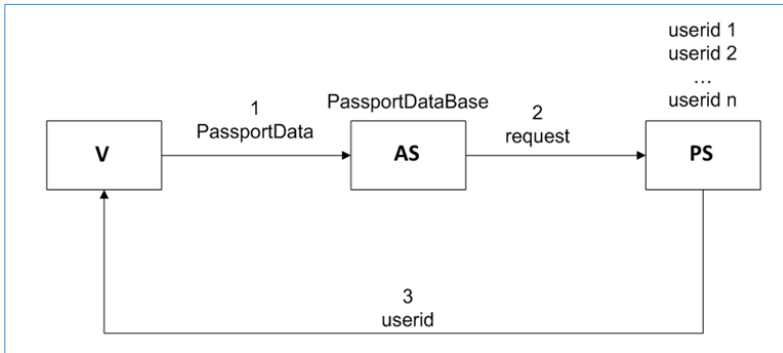 userid 1
userid 2
...
userid n
1
PassportDataBase
2
PassportData
request
V
AS
PS
3
userid